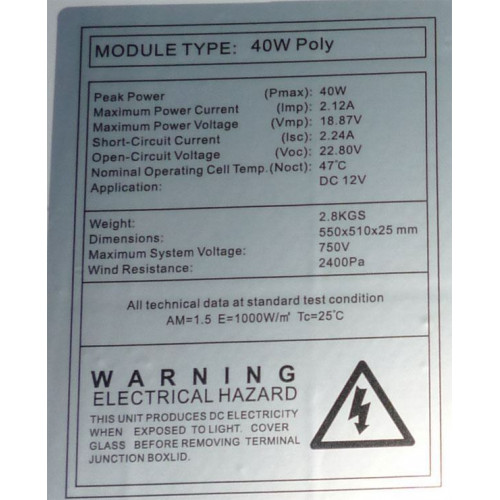 MODULE TYPE: 40W Poly
Peak Power (Pmax): 40W
Maximum Power Current (Imp): 2.12A
Maximum Power Voltage (Vmp): 18.87V
Short-Circuit Current (Isc): 2.24A
Open-Circuit Voltage (Voc): 22.80V
Nominal Operating Cell Temp.(Noct): 47℃
Application: DC 12V
Weight: 2.8KGS
Dimensions: 550x510x25 mm
Maximum System Voltage: 750V
Wind Resistance: 2400Pa
All technical data at standard test condition
AM=1.5 E=1000W/㎡ Tc=25℃
WARNING
ELECTRICAL HAZARD
THIS UNIT PRODUCES DC ELECTRICITY
WHEN EXPOSED TO LIGHT. COVER
GLASS BEFORE REMOVING TERMINAL
JUNCTION BOXLID.